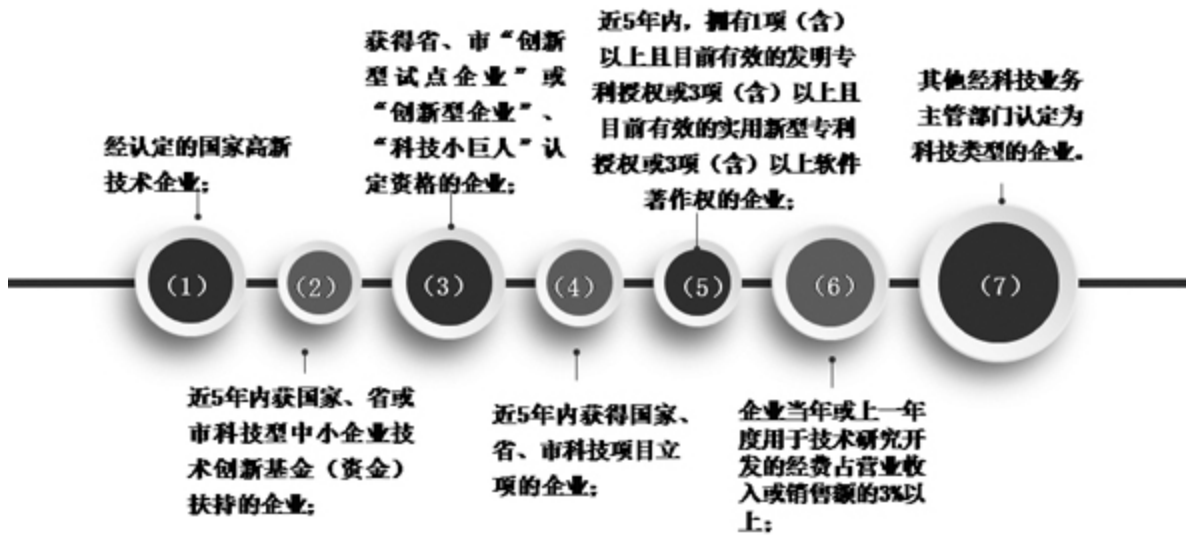 经认定的国家高新
技术企业；
（1）
近5年内获国家、省或
市科技型中小企业技
术创新基金（资金）
扶持的企业；
（2）
获得省、市“创新
型试点企业”或
“创新型企业”、
“科技小巨人”认
定资格的企业；
（3）
近5年内获得国家、
省、市科技项目立
项的企业；
（4）
近5年内，拥有1项（含）
以上且目前有效的发明专
利授权或3项（含）以上且
目前有效的实用新型专利
授权或3项（含）以上软件
著作权的企业；
（5）
企业当年或上一年
度用于技术研究开
发的经费占营业收
入或销售额的3%以
上；
（6）
其他经科技业务
主管部门认定为
科技类型的企业。
（7）